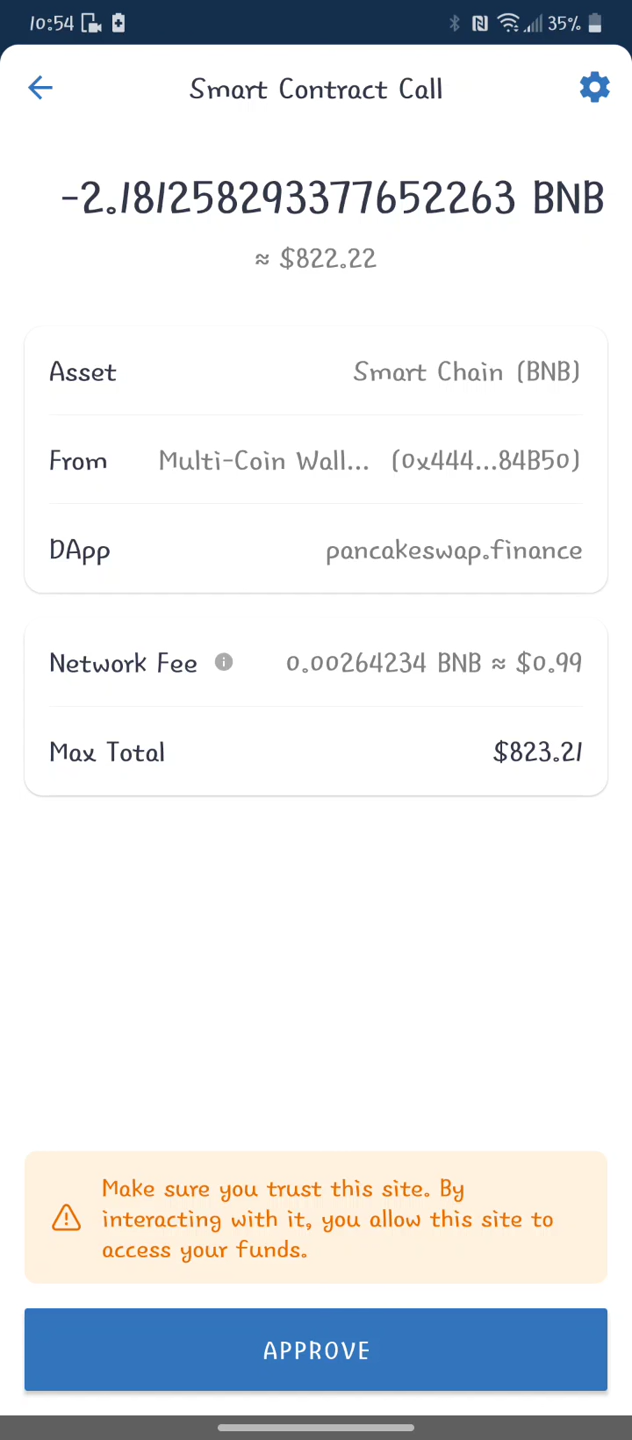 10:54 35%
Smart Contract Call
-2.181258293377652263 BNB
≈ $822.22
Asset Smart Chain (BNB)
From Multi-Coin Wall... (0x444...84B50)
DApp pancakeswap.finance
Network Fee 0.00264234 BNB ≈ $0.99
Max Total $823.21
Make sure you trust this site. By
interacting with it, you allow this site to
access your funds.
APPROVE